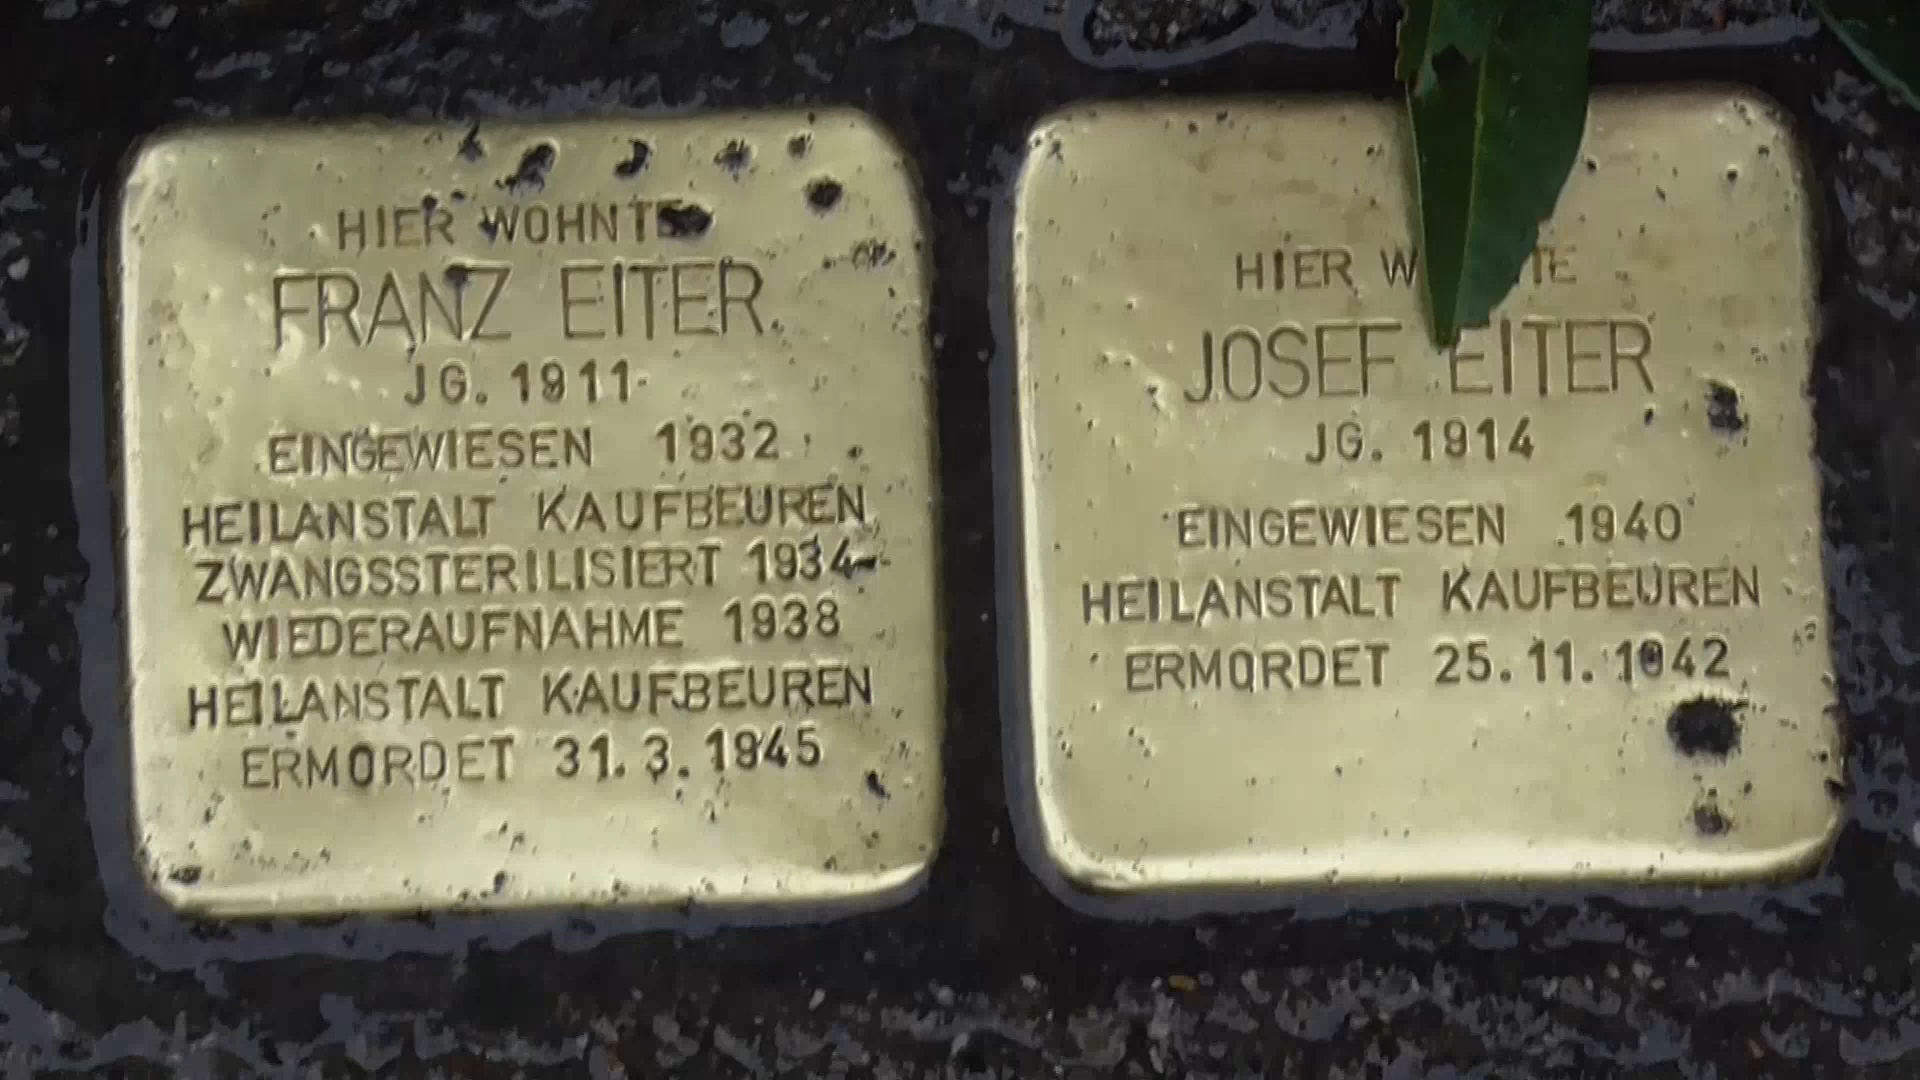 HIER WOHNTE
FRANZ EITER
JG. 1911
EINGEWIESEN 1932
HEILANSTALT KAUFBEUREN
ZWANGSSTERILISIERT 1934
WIEDERAUFNAHME 1938
HEILANSTALT KAUFBEUREN
ERMORDET 31.3.1945
HIER
JOSEF EITER
JG. 1914
EINGEWIESEN 1940
HEILANSTALT KAUFBEUREN
ERMORDET 25.11.1942